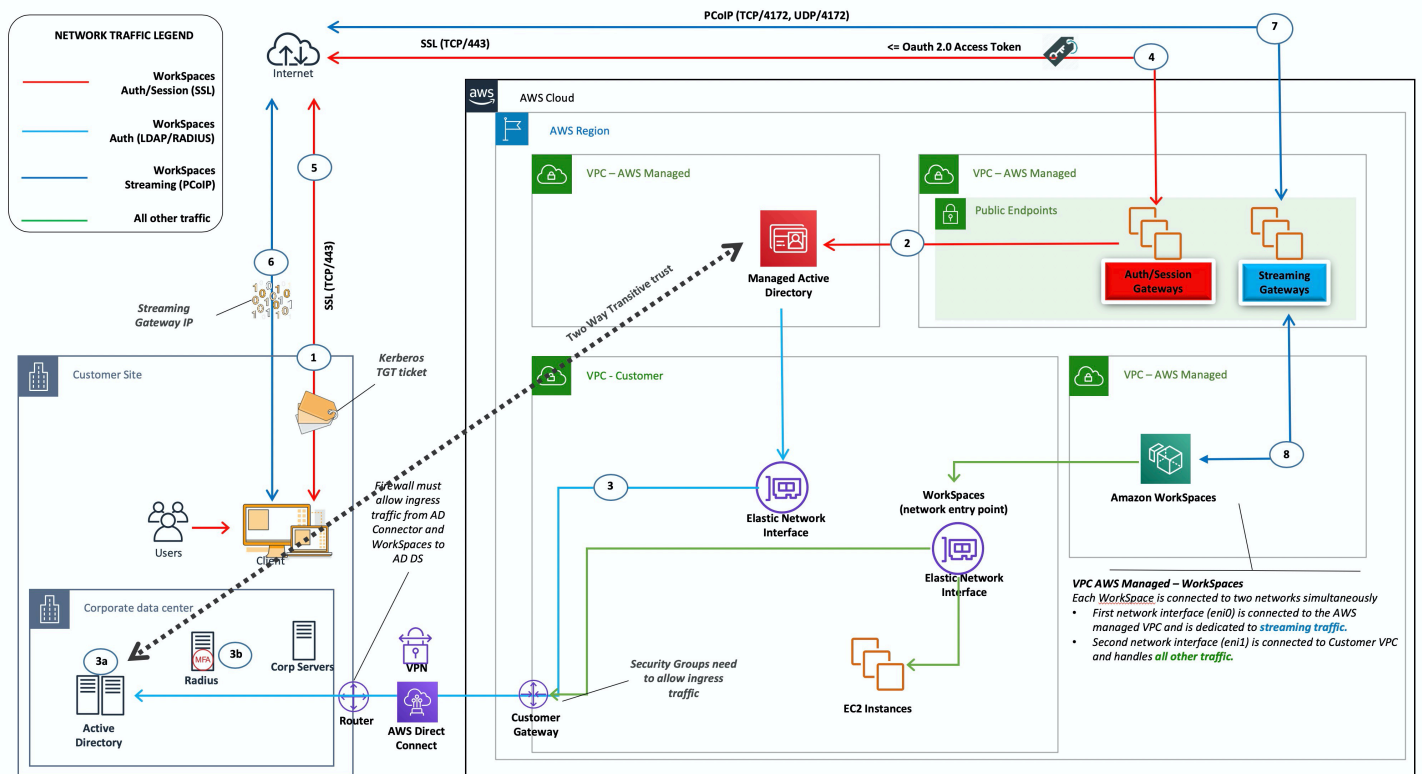 NETWORK TRAFFIC LEGEND
WorkSpaces
Auth/Session (SSL)
WorkSpaces
Auth (LDAP/RADIUS)
WorkSpaces
Streaming (PCoIP)
All other traffic
Internet
PCoIP (TCP/4172, UDP/4172)
7
SSL (TCP/443)
<= Oauth 2.0 Access Token
4
aws
AWS Cloud
AWS Region
VPC – AWS Managed
Managed Active
Directory
2
VPC – AWS Managed
Public Endpoints
Auth/Session
Gateways
Streaming
Gateways
5
6
SSL (TCP/443)
Streaming
Gateway IP
1
Kerberos
TGT ticket
Two Way Transitive trust
Customer Site
Users
Client
Firewall must
allow ingress
traffic from AD
Connector and
WorkSpaces to
AD DS
Corporate data center
3a
Active
Directory
MFA
3b
Radius
Corp Servers
Router
VPN
AWS Direct
Connect
VPC - Customer
3
Elastic Network
Interface
WorkSpaces
(network entry point)
Elastic Network
Interface
Customer
Gateway
Security Groups need
to allow ingress
traffic
EC2 Instances
VPC – AWS Managed
8
Amazon WorkSpaces
VPC AWS Managed – WorkSpaces
Each WorkSpace is connected to two networks simultaneously
• First network interface (eni0) is connected to the AWS
managed VPC and is dedicated to streaming traffic.
• Second network interface (eni1) is connected to Customer VPC
and handles all other traffic.